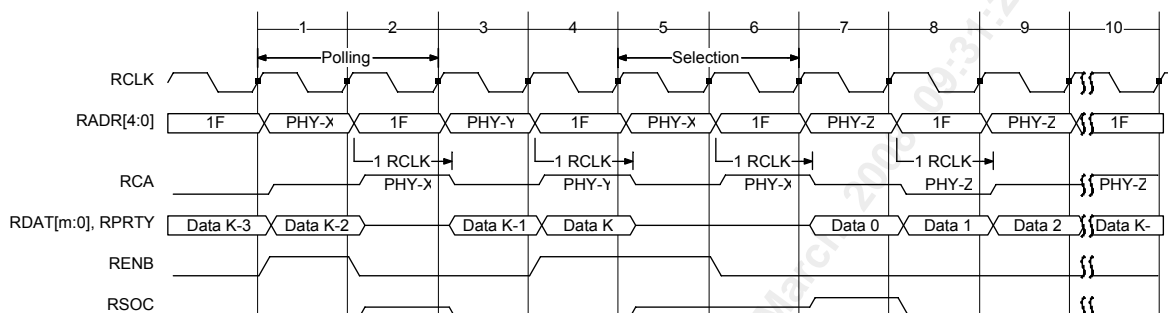 1 2 3 4 5 6 7 8 9 10
Polling Selection
RCLK
RADR[4:0] 1F PHY-X 1F PHY-Y 1F PHY-X 1F PHY-Z 1F PHY-Z 1F
1 RCLK 1 RCLK 1 RCLK 1 RCLK
RCA PHY-X PHY-Y PHY-X PHY-Z PHY-Z
RDAT[m:0], RPRTY Data K-3 Data K-2 Data K-1 Data K Data 0 Data 1 Data 2 Data K-
RENB
RSOC